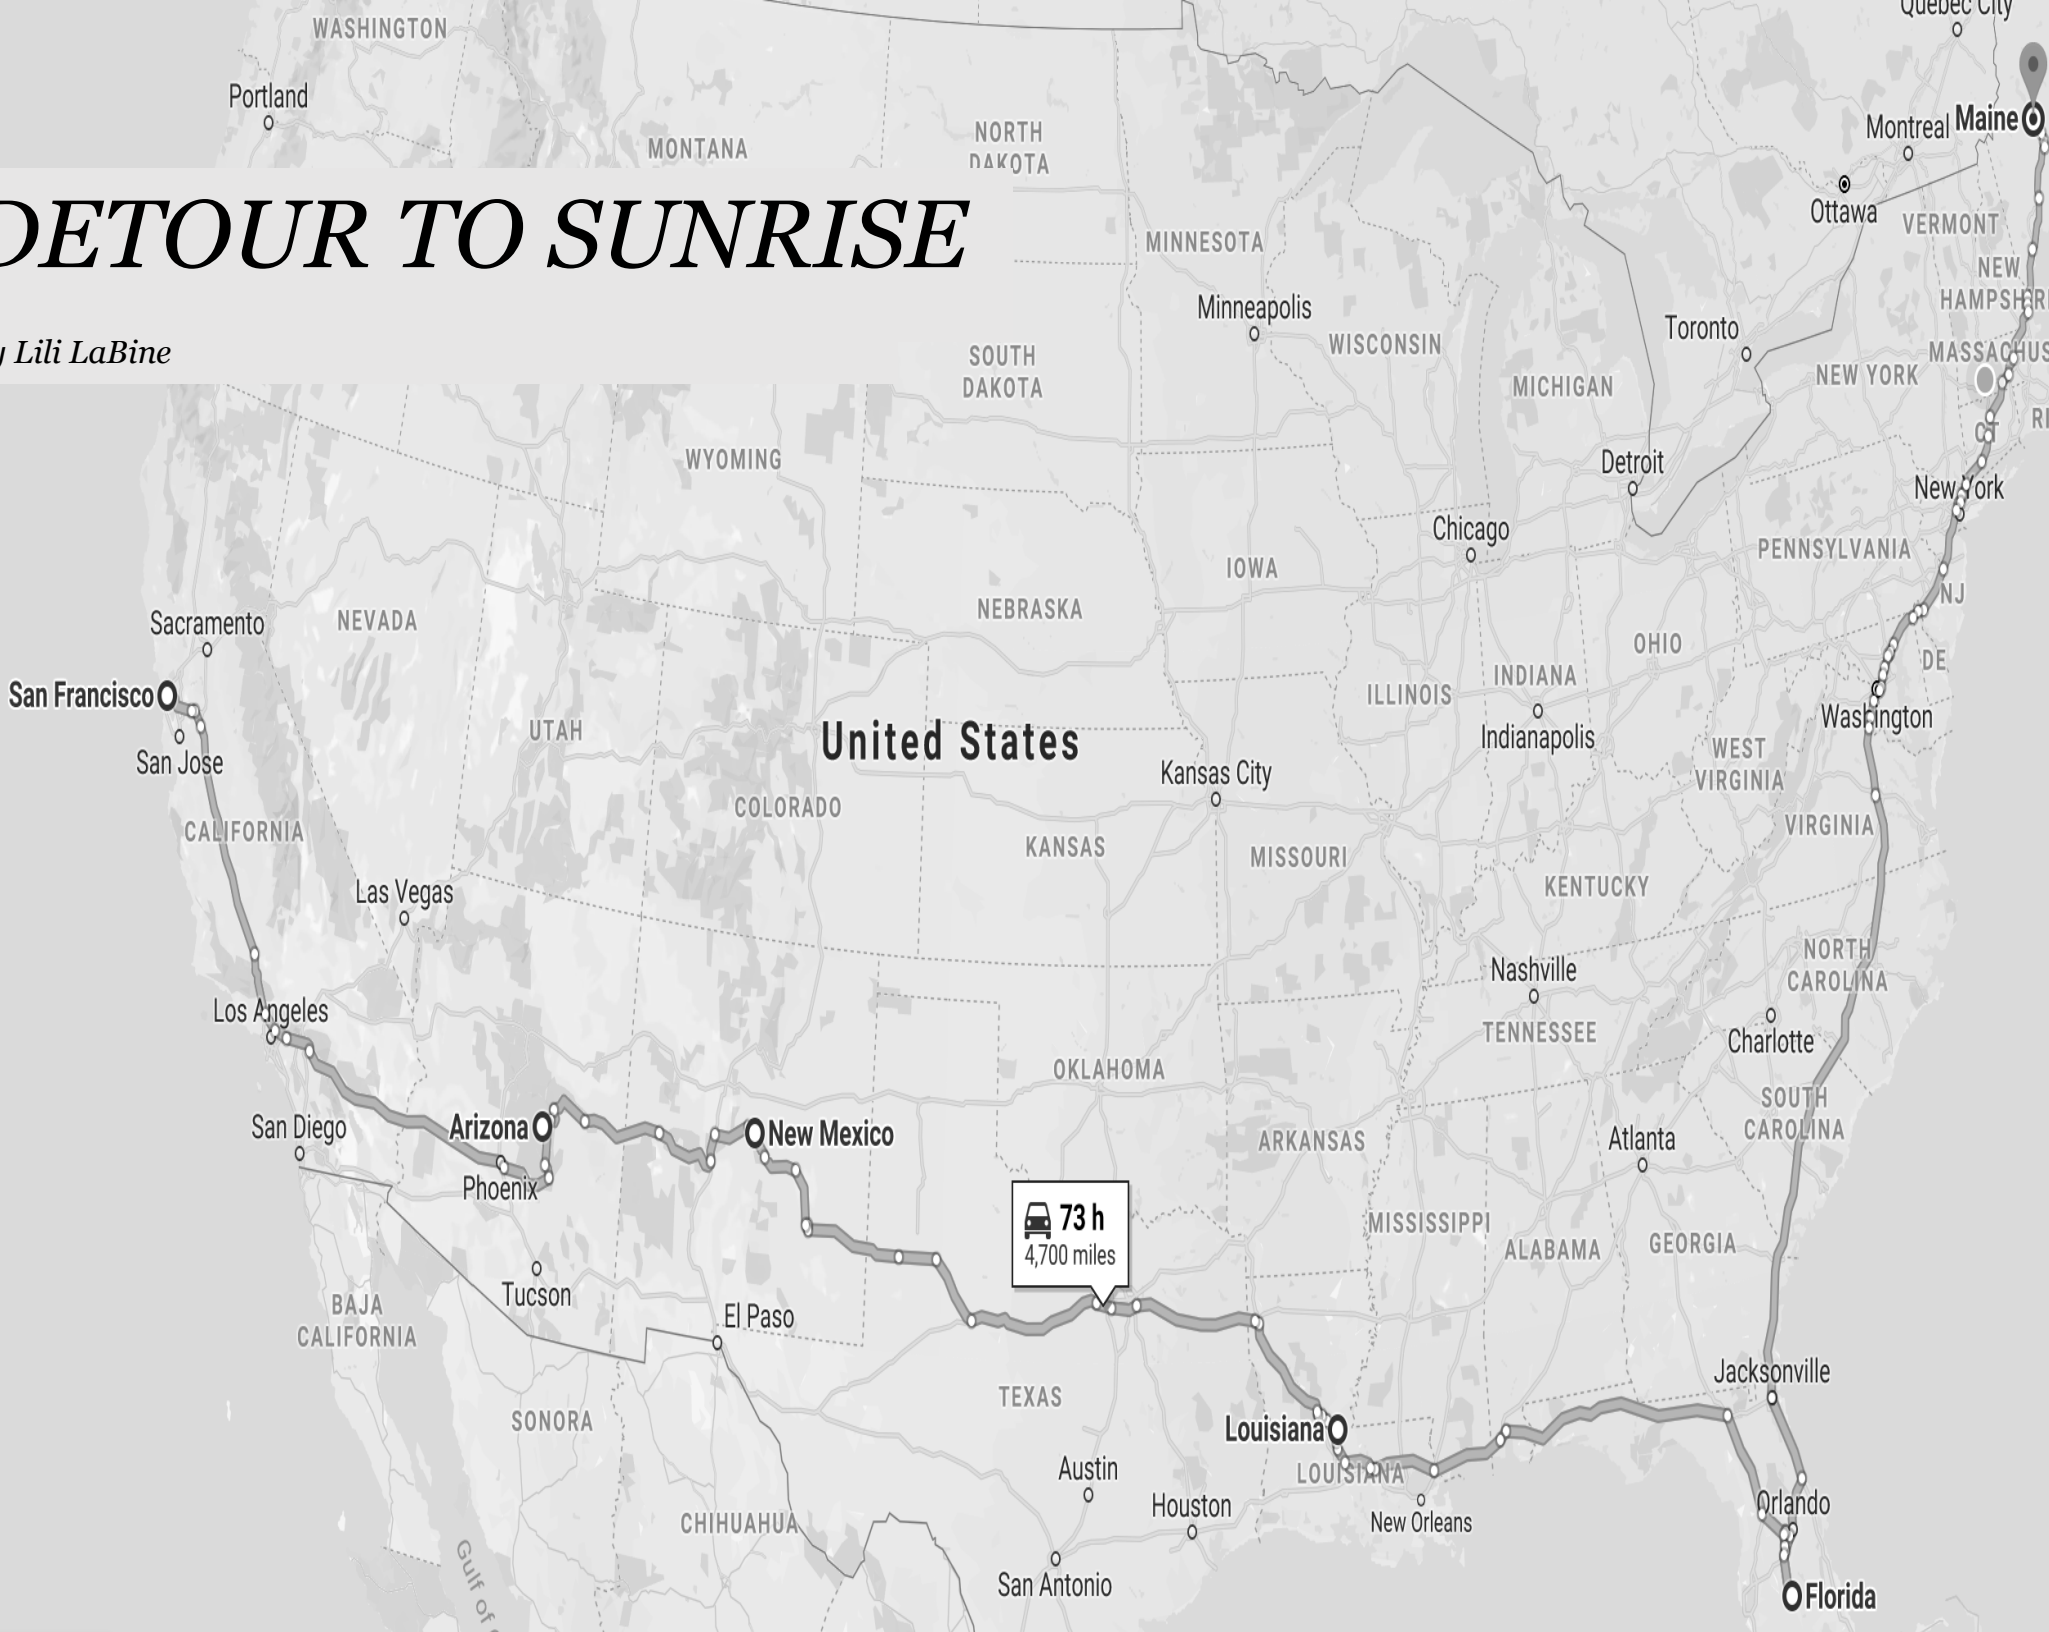 Quebec City
WASHINGTON
Portland
Montreal
Maine
NORTH
DAKOTA
MONTANA
Ottawa
VERMONT
DETOUR TO SUNRISE
MINNESOTA
NEW
HAMPSHIR
Minneapolis
Toronto
WISCONSIN
Lili LaBine
SOUTH
DAKOTA
MASSACHUS
NEW YORK
MICHIGAN
RI
CT
WYOMING
Detroit
New York
Chicago
PENNSYLVANIA
IOWA
NJ
NEBRASKA
NEVADA
Sacramento
OHIO
DE
INDIANA
San Francisco
ILLINOIS
Washington
UTAH
United States
Indianapolis
WEST
VIRGINIA
San Jose
Kansas City
COLORADO
VIRGINIA
CALIFORNIA
KANSAS
MISSOURI
KENTUCKY
Las Vegas
NORTH
CAROLINA
Nashville
Los Angeles
TENNESSEE
Charlotte
OKLAHOMA
SOUTH
CAROLINA
San Diego
Arizona
New Mexico
ARKANSAS
Atlanta
Phoenix
73 h
4,700 miles
MISSISSIPPI
ALABAMA
GEORGIA
Tucson
BAJA
CALIFORNIA
El Paso
Jacksonville
TEXAS
SONORA
Louisiana
LOUISIANA
Austin
Houston
New Orleans
Orlando
CHIHUAHUA
Gulf of
San Antonio
Florida